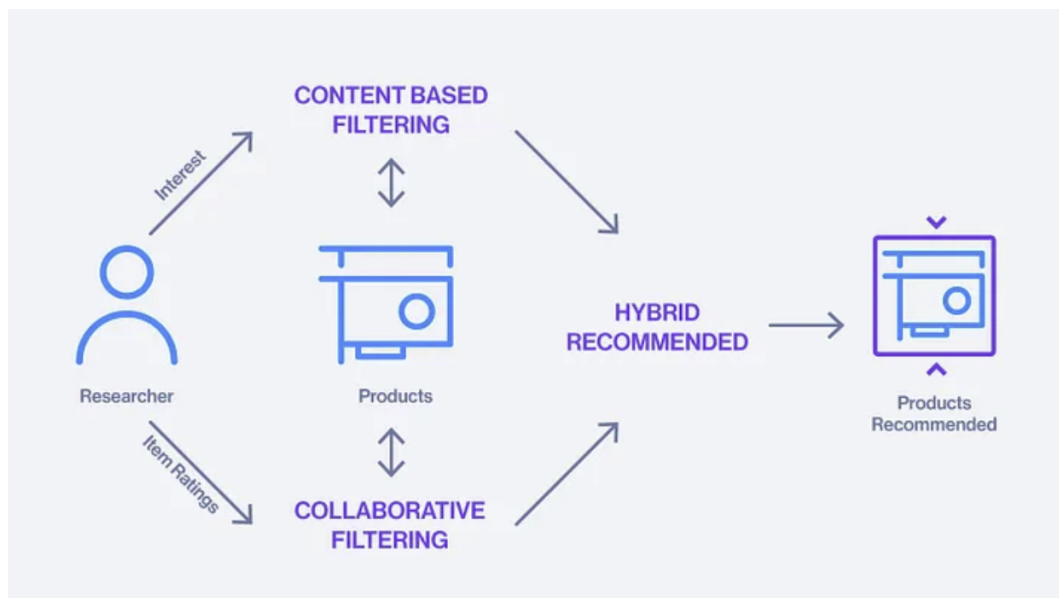 CONTENT BASED
FILTERING
Interest
Researcher
Products
Item Ratings
COLLABORATIVE
FILTERING
HYBRID
RECOMMENDED
Products
Recommended